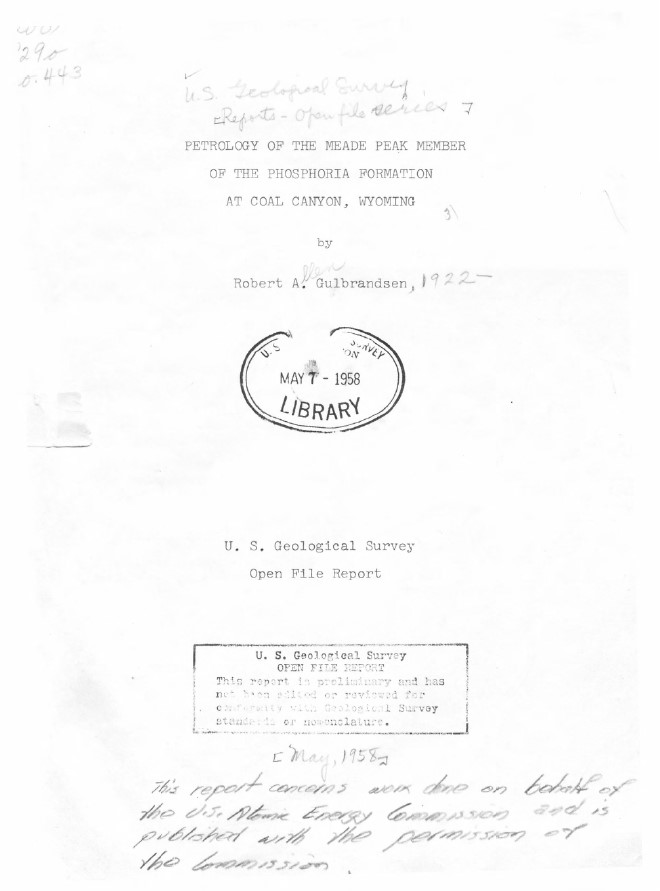 290
U.S. Geological Survey.
[Reports - Open file series]
PETROLOGY OF THE MEADE PEAK MEMBER
OF THE PHOSPHORIA FORMATION
AT COAL CANYON, WYOMING
by
Robert A. Gulbrandsen, 1922-
llen
U.S SURVEY
ON
MAY 7 - 1958
LIBRARY
U. S. Geological Survey
Open File Report
U. S. Geological Survey
OPEN FILE REPORT
This report is preliminary and has
not been edited or reviewed for
conformity with Geological Survey
standards or nomenclature.
[May, 1958]
This report concerns work done on behalf of
the U.S. Atomic Energy Commission and is
published with the permission of
the Commission.